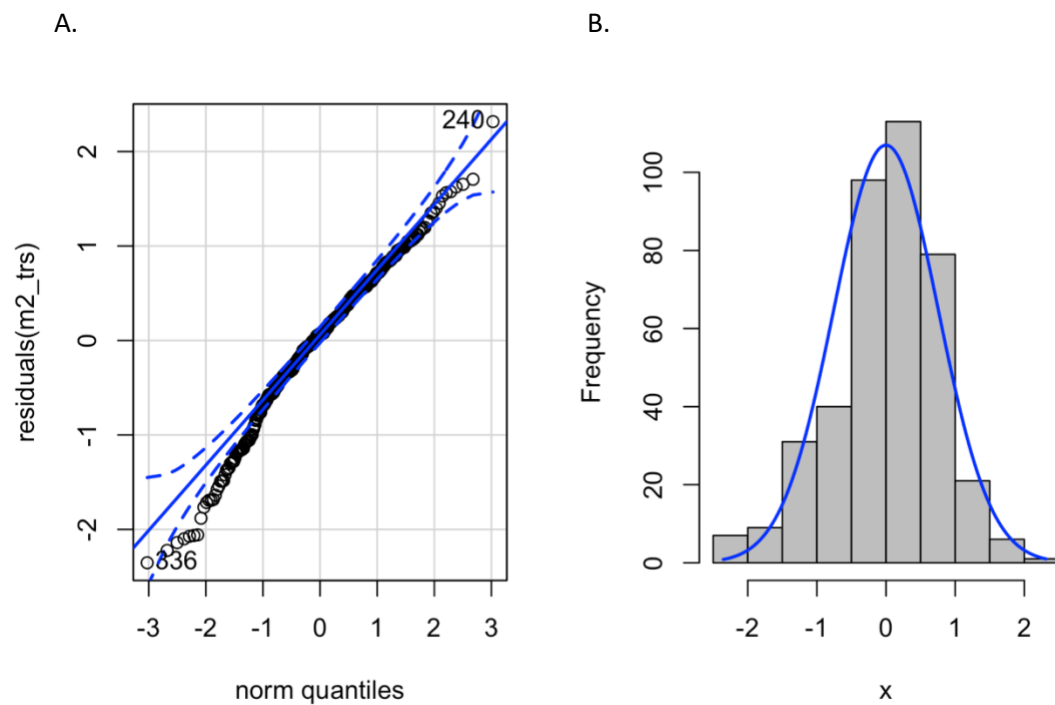 A.
B.
240
336
residuals(m2_trs)
-2
-1
0
1
2
-3 -2 -1 0 1 2 3
norm quantiles
Frequency
0
20
40
60
80
100
-2 -1 0 1 2
x